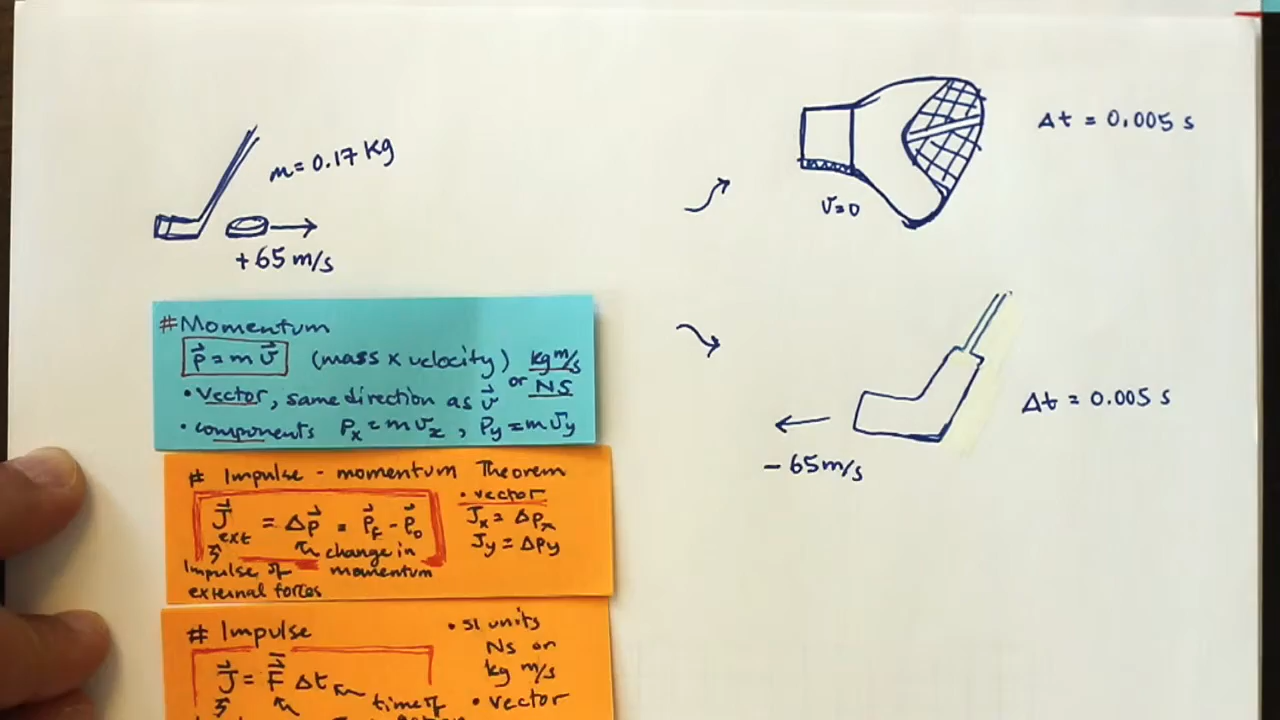 m = 0.17 Kg
+65 m/s
Δt = 0.005 s
v=0
Δt = 0.005 s
- 65 m/s
#Momentum
p⃗ = m v⃗ (mass x velocity) kg m/s
or NS
• Vector, same direction as v⃗
• components Px = m vx, Py = m vy
# Impulse - momentum Theorem
J⃗ext = Δp⃗ = P⃗f - P⃗o
change in
momentum
Impulse of
external forces
• vector
Jx = ΔPx
Jy = ΔPy
# Impulse
J⃗ = F⃗ Δt
time of
• SI units
Ns or
kg m/s
• vector